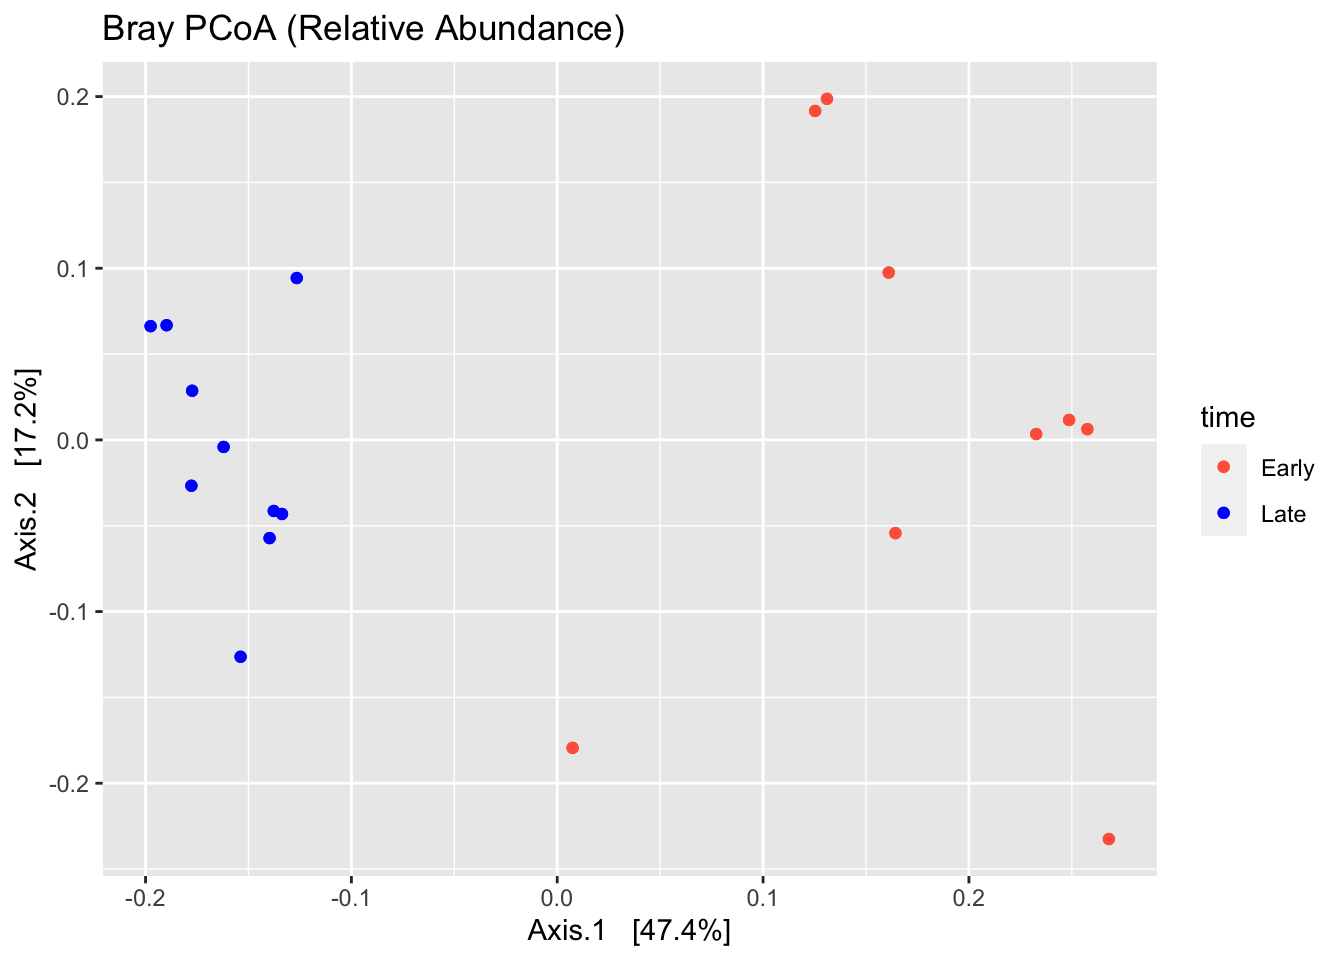 Bray PCoA (Relative Abundance)
0.2
0.1
0.0
-0.1
-0.2
Axis.2 [17.2%]
-0.2 -0.1 0.0 0.1 0.2
Axis.1 [47.4%]
time
Early
Late